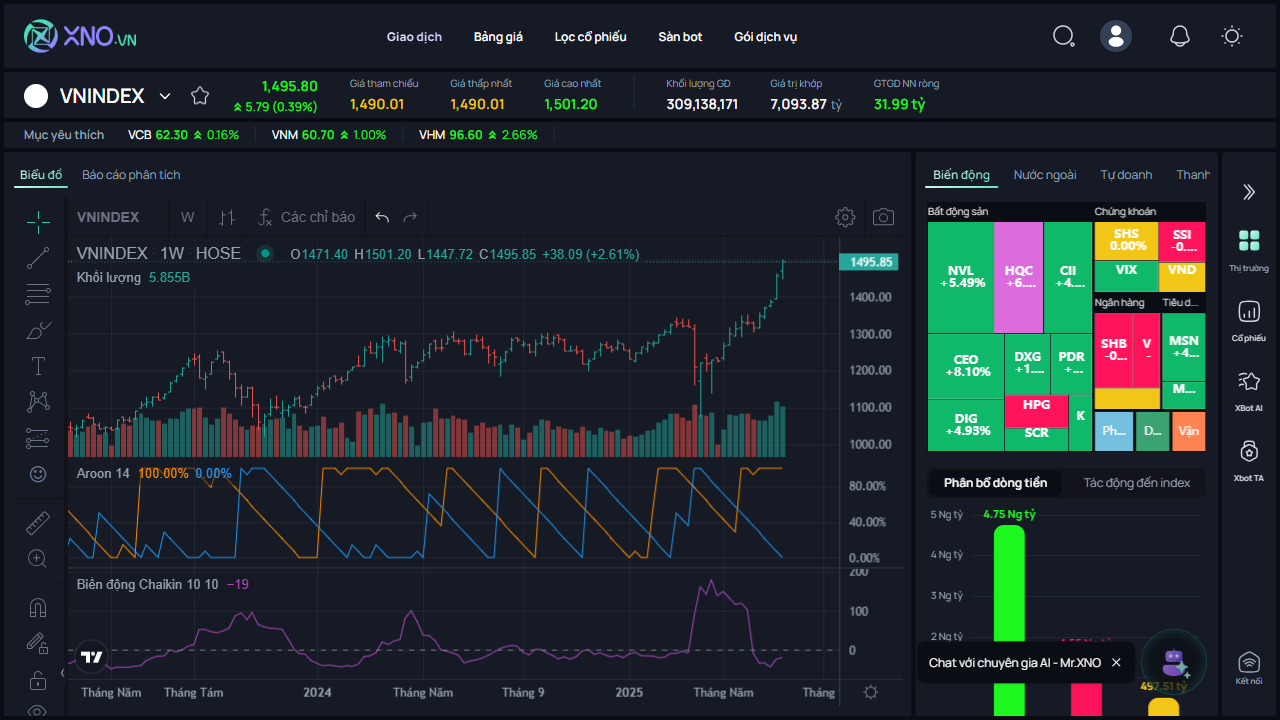 XNO.VN
Giao dịch Bảng giá Lọc cổ phiếu Sàn bot Gói dịch vụ
VNINDEX
1,495.80
5.79 (0.39%)
Giá tham chiếu
1,490.01
Giá thấp nhất
1,490.01
Giá cao nhất
1,501.20
Khối lượng GD
309,138,171
Giá trị khớp
7,093.87 tỷ
GTGD NN ròng
31.99 tỷ
Mục yêu thích VCB 62.30 0.16% VNM 60.70 1.00% VHM 96.60 2.66%
Biểu đồ Báo cáo phân tích
VNINDEX W Các chỉ báo
VNINDEX 1W HOSE O1471.40 H1501.20 L1447.72 C1495.85 +38.09 (+2.61%)
Khối lượng 5.855B
1495.85
1400.00
1300.00
1200.00
1100.00
1000.00
Aroon 14 100.00% 0.00%
80.00%
40.00%
0.00%
Biên động Chaikin 10 10 −19
200
100
0
Tháng Năm Tháng Tám 2024 Tháng Năm Tháng 9 2025 Tháng Năm Tháng
Biến động Nước ngoài Tự doanh Thanh
Bất động sản
NVL
+5.49%
HQC
+6....
CII
+4....
CEO
+8.10%
DXG
+1....
PDR
+...
DIG
+4.93%
HPG
SCR
K
Chứng khoán
SHS
0.00%
SSI
-0....
VIX
VND
Ngân hàng
SHB
-0...
V
-
Tiêu d...
MSN
+4...
M...
Ph...
D...
Vận
Phân bổ dòng tiền Tác động đến index
5 Ng tỷ
4 Ng tỷ
3 Ng tỷ
2 Ng tỷ
4.75 Ng tỷ
497.51 tỷ
Chat với chuyên gia AI - Mr.XNO
Thị trường
Cổ phiếu
XBot AI
Xbot TA
Kết nối